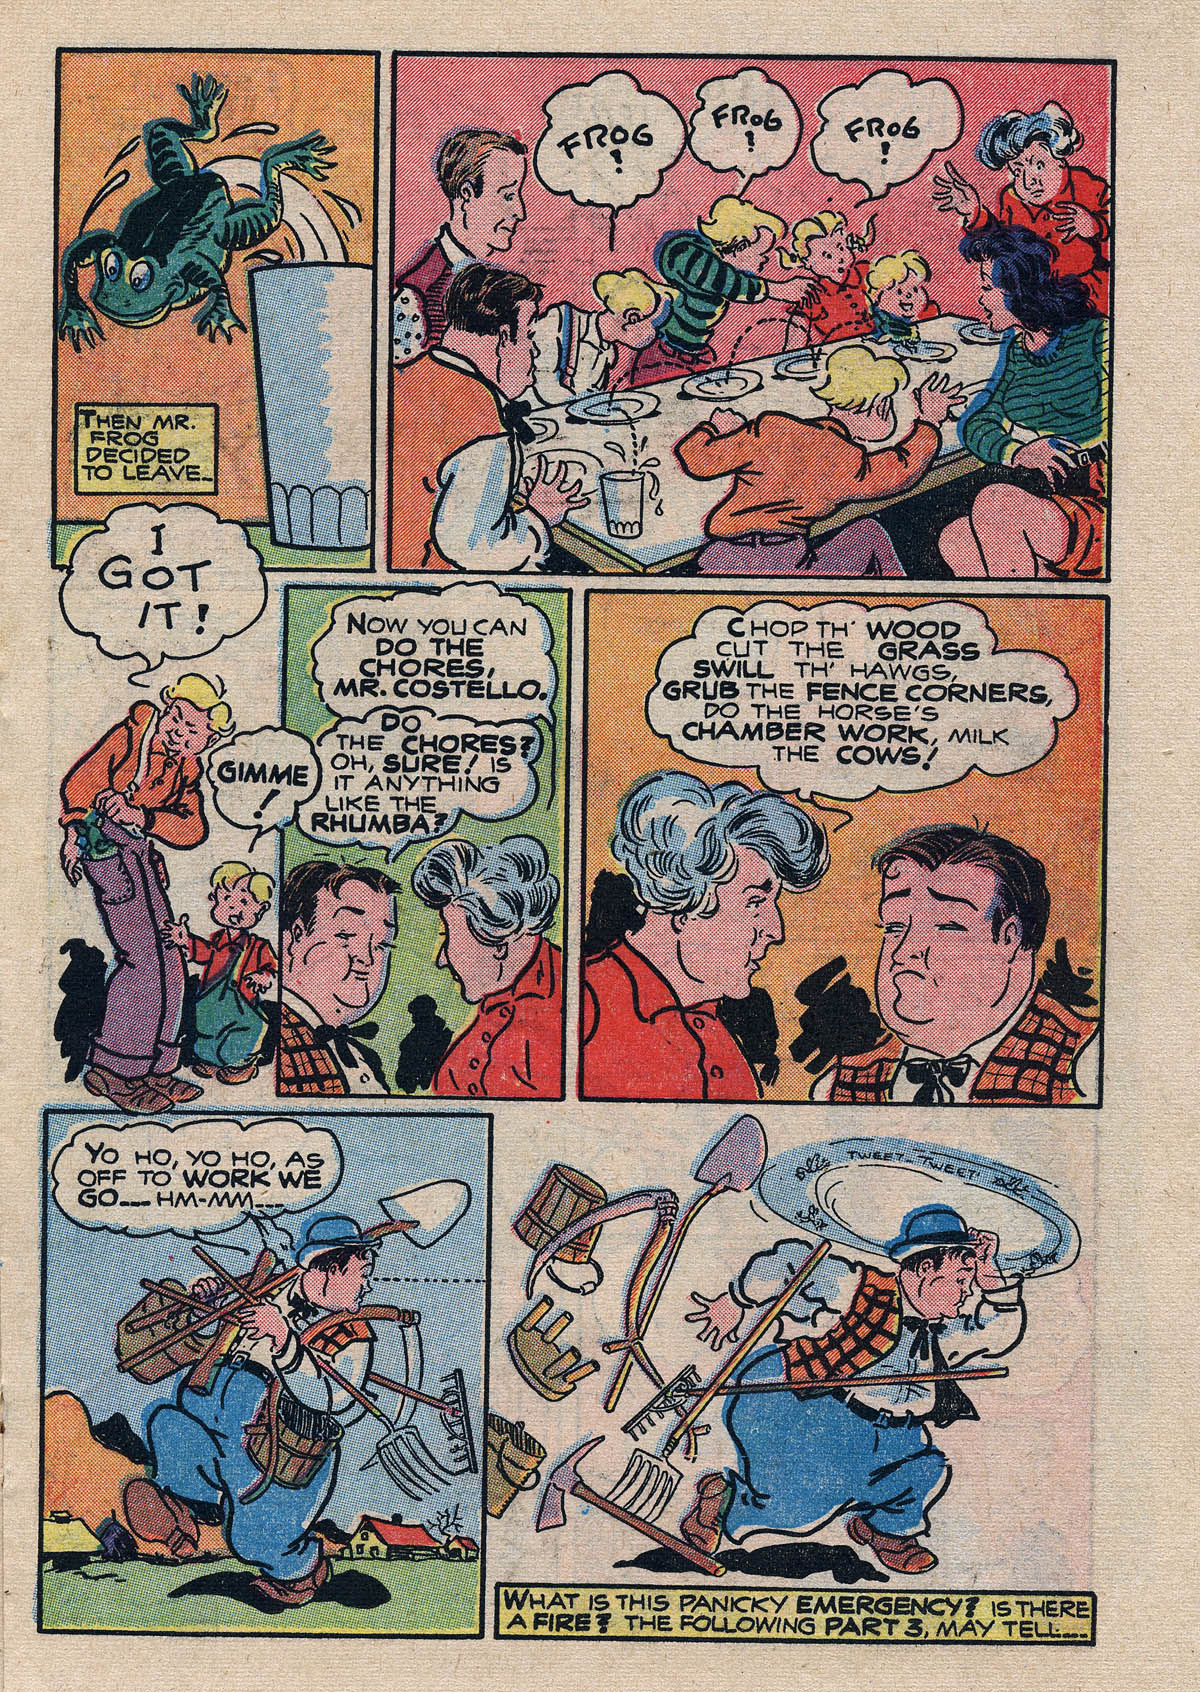 THEN MR.
FROG
DECIDED
TO LEAVE...
FROG
?
FROG
?
FROG
?
I
GOT
IT!
GIMME
!
NOW YOU CAN
DO THE
CHORES,
MR. COSTELLO.
DO
THE CHORES?
OH, SURE! IS
IT ANYTHING
LIKE THE
RHUMBA?
CHOP TH' WOOD
CUT THE GRASS
SWILL TH' HAWGS,
GRUB THE FENCE CORNERS,
DO THE HORSE'S
CHAMBER WORK, MILK
THE COWS!
YO HO, YO HO, AS
OFF TO WORK WE
GO--- HM-MM---
TWEET- TWEET!
WHAT IS THIS PANICKY EMERGENCY? IS THERE
A FIRE? THE FOLLOWING PART 3, MAY TELL---